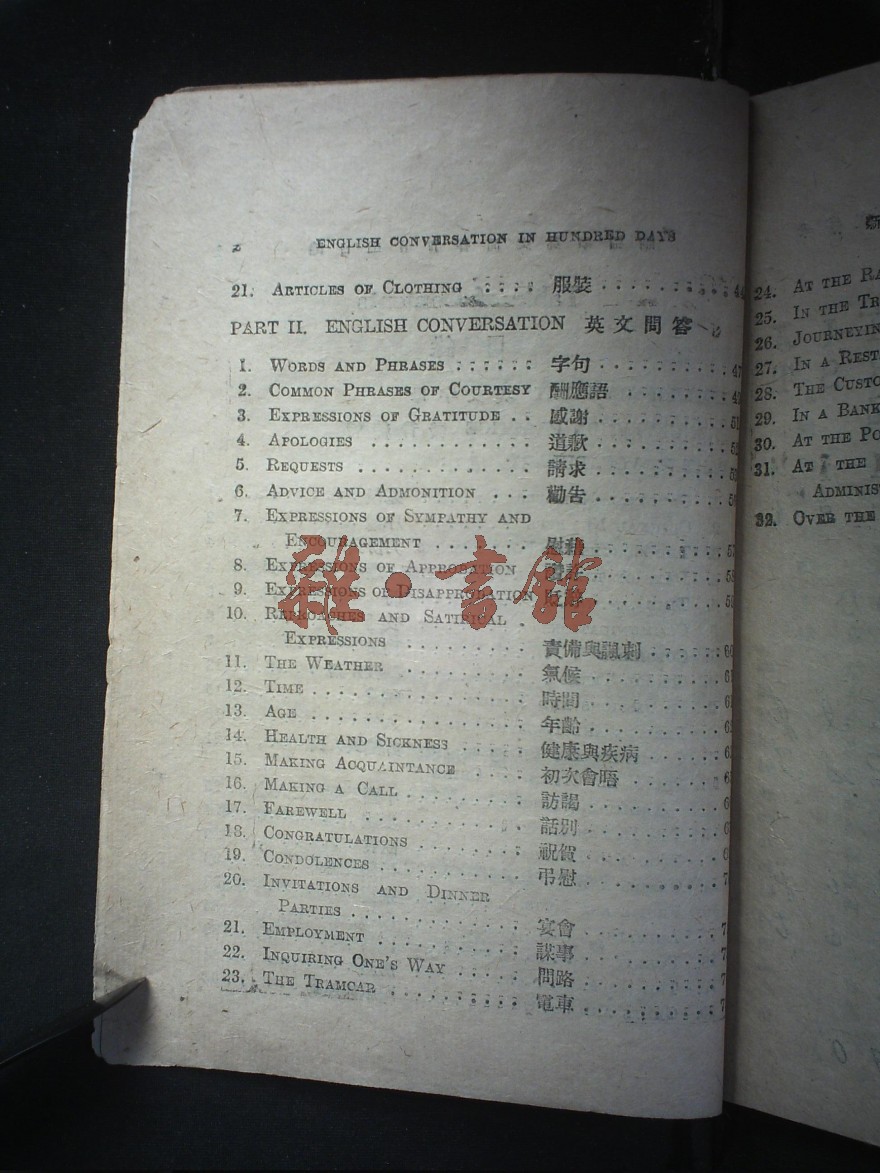 2 ENGLISH CONVERSATION IN HUNDRED DAYS
21. ARTICLES OF CLOTHING : : : : 服裝 . . . . . . . . . .
PART II. ENGLISH CONVERSATION 英文問答
1. WORDS AND PHRASES : : : : : : 字句 . . . . . . . . . . 47
2. COMMON PHRASES OF COURTESY 酬應語 . . . . . . . .
3. EXPRESSIONS OF GRATITUDE . . 感謝 . . . . . . . . . . 51
4. APOLOGIES . . . . . . . . . . . . 道歉 . . . . . . . . . .
5. REQUESTS . . . . . . . . . . . . . 請求 . . . . . . . . . .
6. ADVICE AND ADMONITION . . . 勸告 . . . . . . . . . .
7. EXPRESSIONS OF SYMPATHY AND
ENCOURAGEMENT . . . . . . . . . . . . . . . . . 57
8. EXPRESSIONS OF APPROBATION . . . . . . . . . .
9. EXPRESSIONS OF DISAPPROBATION . . . . . . . . . .
10. REPROACHES AND SATIRICAL
EXPRESSIONS . . . . . . . . . 責備與諷刺 . . . . . .
11. THE WEATHER . . . . . . . . . . 氣候 . . . . . . . . . .
12. TIME . . . . . . . . . . . . . . . 時間 . . . . . . . . . .
13. AGE . . . . . . . . . . . . . . . 年齡 . . . . . . . . . .
14. HEALTH AND SICKNESS . . . . . 健康與疾病 . . . . . .
15. MAKING ACQUAINTANCE . . . . 初次會晤 . . . . . . .
16. MAKING A CALL . . . . . . . . . 訪謁 . . . . . . . . . .
17. FAREWELL . . . . . . . . . . . . 話別 . . . . . . . . . .
18. CONGRATULATIONS . . . . . . . . 祝賀 . . . . . . . . . .
19. CONDOLENCES . . . . . . . . . . 弔慰 . . . . . . . . . .
20. INVITATIONS AND DINNER
PARTIES . . . . . . . . . . . . 宴會 . . . . . . . . . .
21. EMPLOYMENT . . . . . . . . . . 謀事 . . . . . . . . . .
22. INQUIRING ONE'S WAY . . . . . 問路 . . . . . . . . . .
23. THE TRAMCAR . . . . . . . . . . 電車 . . . . . . . . . .
雜·書館
新
24. AT THE
25. IN THE
26.
27. IN A
28. THE
29. IN A BANK
30. AT THE
31. AT THE
32. OVER THE